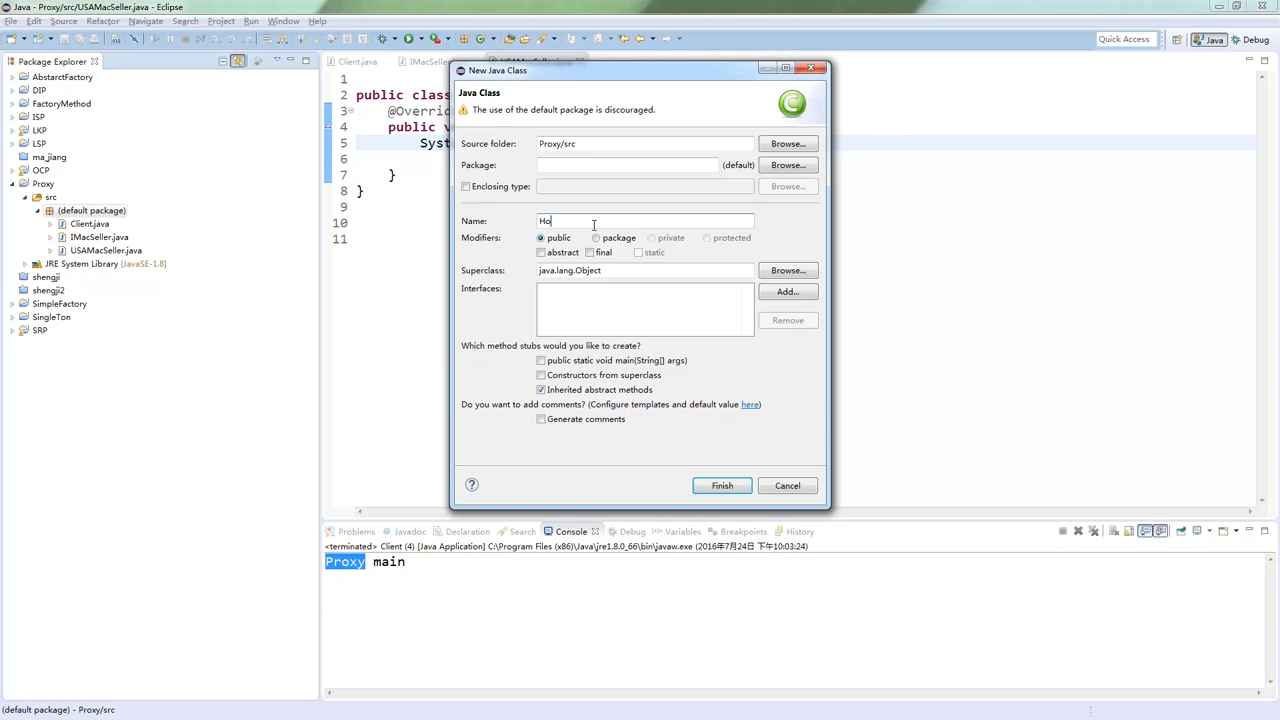 Java - Proxy/src/USAMacSeller.java - Eclipse
File Edit Source Refactor Navigate Search Project Run Window Help
Quick Access Java Debug
Package Explorer
AbstarctFactory
DIP
FactoryMethod
ISP
LKP
LSP
ma_jiang
OCP
Proxy
src
(default package)
Client.java
IMacSeller.java
USAMacSeller.java
JRE System Library [JavaSE-1.8]
shengji
shengji2
SimpleFactory
SingleTon
SRP
Client.java
1
2 public class
3 @Overri
4 public v
5 Syst
6
7 }
8 }
9
10
11
New Java Class
Java Class
The use of the default package is discouraged.
Source folder: Proxy/src Browse...
Package: (default) Browse...
Enclosing type: Browse...
Name: Ho
Modifiers: public package private protected
abstract final static
Superclass: java.lang.Object Browse...
Interfaces: Add...
Remove
Which method stubs would you like to create?
public static void main(String[] args)
Constructors from superclass
Inherited abstract methods
Do you want to add comments? (Configure templates and default value here)
Generate comments
Finish Cancel
Problems Javadoc Declaration Search Console Debug Variables Breakpoints History
<terminated> Client (4) [Java Application] C:\Program Files (x86)\Java\jre1.8.0_66\bin\javaw.exe (2016年7月24日 下午10:03:24)
Proxy main
(default package) - Proxy/src